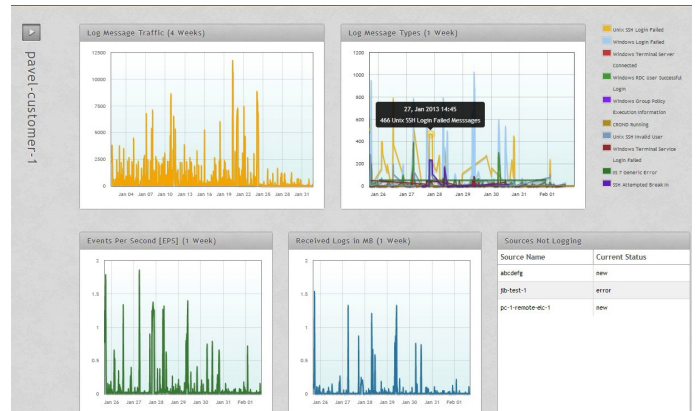 pavel-customer-1
Log Message Traffic (4 Weeks)
12500
10000
7500
5000
2500
0
Jan 04 Jan 07 Jan 10 Jan 13 Jan 16 Jan 19 Jan 22 Jan 25 Jan 28 Jan 31
Log Message Types (1 Week)
1200
1000
800
600
400
200
0
27, Jan 2013 14:45
466 Unix SSH Login Failed Messsages
Jan 26 Jan 27 Jan 28 Jan 29 Jan 30 Jan 31 Feb 01
Unix SSH Login Failed
Windows Login Failed
Windows Terminal Server
Connected
Windows RDC User Successful
Login
Windows Group Policy
Execution Information
CROND Running
Unix SSH Invalid User
Windows Terminal Service
Login Failed
IIS 7 Generic Error
SSH Attempted Break In
Events Per Second [EPS] (1 Week)
2
1.5
1
0.5
0
Jan 26 Jan 27 Jan 28 Jan 29 Jan 30 Jan 31 Feb 01
Received Logs in MB (1 Week)
2
1.5
1
0.5
0
Jan 26 Jan 27 Jan 28 Jan 29 Jan 30 Jan 31 Feb 01
Sources Not Logging
Source Name Current Status
abcdefg new
jlb-test-1 error
pc-1-remote-elc-1 new